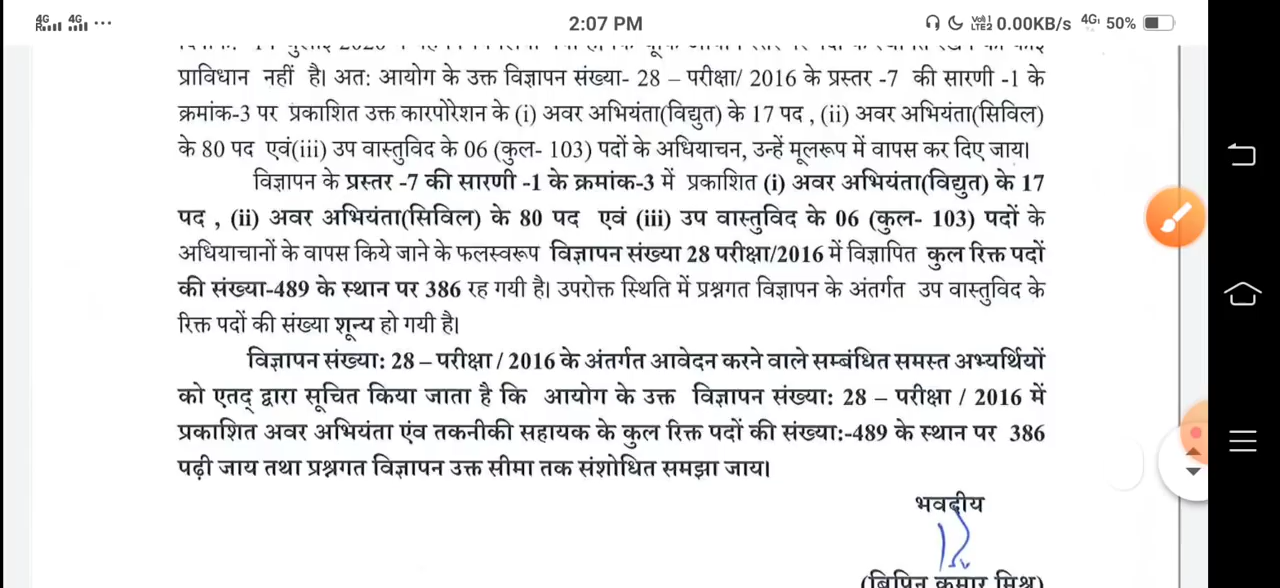 4G 4G ... 2:07 PM 0.00KB/s 4G 50%
R
LTE2
प्राविधान नहीं है। अत: आयोग के उक्त विज्ञापन संख्या- 28 – परीक्षा/ 2016 के प्रस्तर -7 की सारणी -1 के
क्रमांक-3 पर प्रकाशित उक्त कारपोरेशन के (i) अवर अभियंता(विद्युत) के 17 पद , (ii) अवर अभियंता(सिविल)
के 80 पद एवं(iii) उप वास्तुविद के 06 (कुल- 103) पदों के अधियाचन, उन्हें मूलरूप में वापस कर दिए जाय।
विज्ञापन के प्रस्तर -7 की सारणी -1 के क्रमांक-3 में प्रकाशित (i) अवर अभियंता(विद्युत) के 17
पद , (ii) अवर अभियंता(सिविल) के 80 पद एवं (iii) उप वास्तुविद के 06 (कुल- 103) पदों के
अधियाचानों के वापस किये जाने के फलस्वरूप विज्ञापन संख्या 28 परीक्षा/2016 में विज्ञापित कुल रिक्त पदों
की संख्या-489 के स्थान पर 386 रह गयी है। उपरोक्त स्थिति में प्रश्नगत विज्ञापन के अंतर्गत उप वास्तुविद के
रिक्त पदों की संख्या शून्य हो गयी है।
विज्ञापन संख्या: 28 – परीक्षा / 2016 के अंतर्गत आवेदन करने वाले सम्बंधित समस्त अभ्यर्थियों
को एतद् द्वारा सूचित किया जाता है कि आयोग के उक्त विज्ञापन संख्या: 28 – परीक्षा / 2016 में
प्रकाशित अवर अभियंता एंव तकनीकी सहायक के कुल रिक्त पदों की संख्या:-489 के स्थान पर 386
पढ़ी जाय तथा प्रश्नगत विज्ञापन उक्त सीमा तक संशोधित समझा जाय।
भवदीय
(बिपिन कुमार मिश्र)